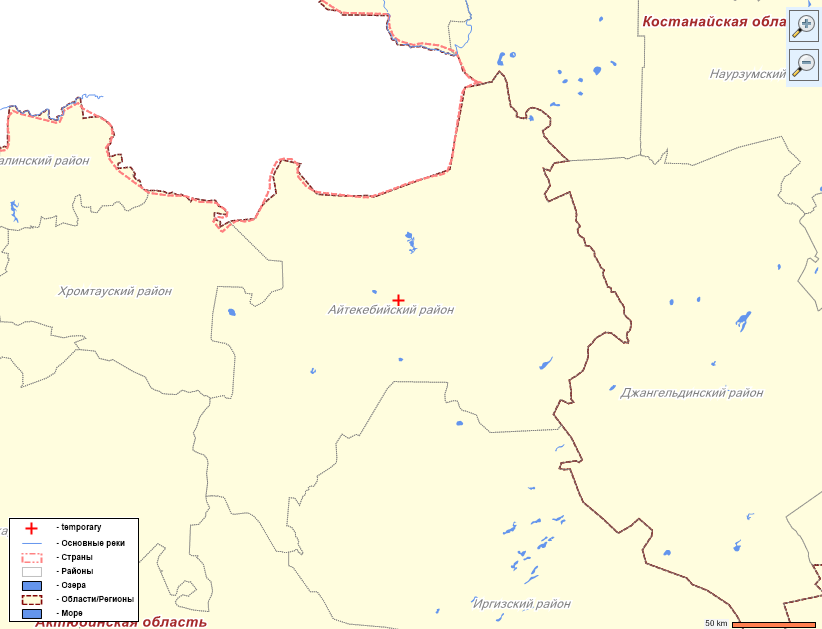 Костанайская обла
Наурзумский
алинский район
Хромтауский район
Айтекебийский район
Джангельдинский район
- temporary
- Основные реки
- Страны
- Районы
- Озера
- Области/Регионы
- Море
Иргизский район
Актюбинская область
50 km